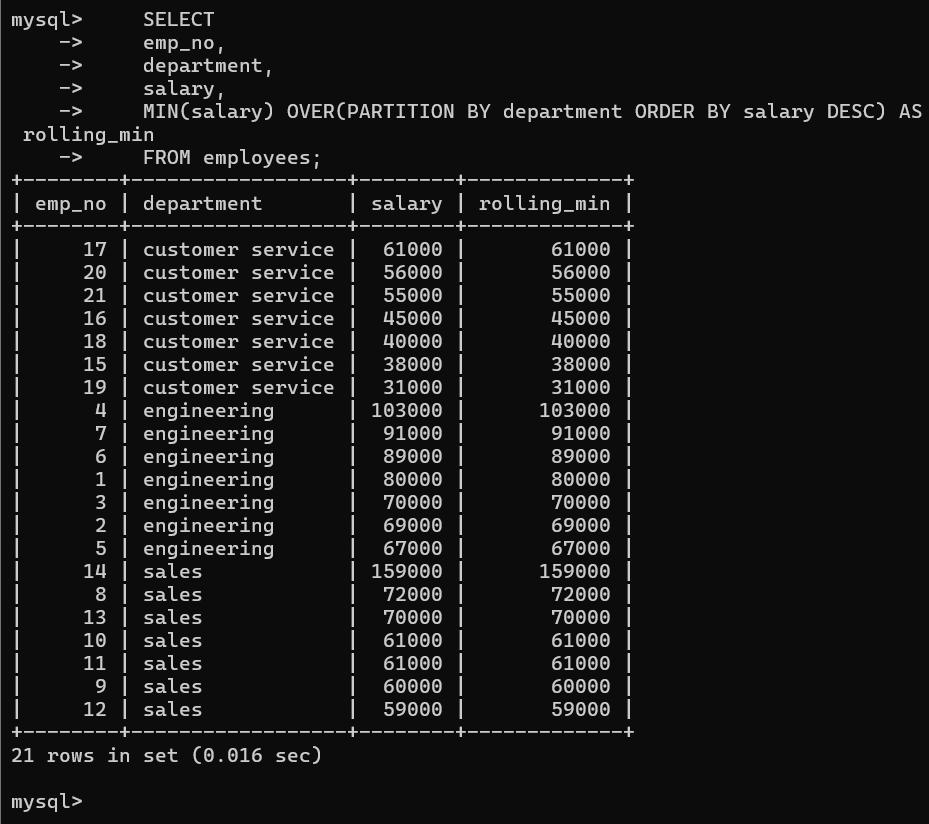 mysql>     SELECT
    ->     emp_no,
    ->     department,
    ->     salary,
    ->     MIN(salary) OVER(PARTITION BY department ORDER BY salary DESC) AS
 rolling_min
    ->     FROM employees;
+--------+------------------+--------+-------------+
| emp_no | department       | salary | rolling_min |
+--------+------------------+--------+-------------+
|     17 | customer service |  61000 |       61000 |
|     20 | customer service |  56000 |       56000 |
|     21 | customer service |  55000 |       55000 |
|     16 | customer service |  45000 |       45000 |
|     18 | customer service |  40000 |       40000 |
|     15 | customer service |  38000 |       38000 |
|     19 | customer service |  31000 |       31000 |
|      4 | engineering      | 103000 |      103000 |
|      7 | engineering      |  91000 |       91000 |
|      6 | engineering      |  89000 |       89000 |
|      1 | engineering      |  80000 |       80000 |
|      3 | engineering      |  70000 |       70000 |
|      2 | engineering      |  69000 |       69000 |
|      5 | engineering      |  67000 |       67000 |
|     14 | sales            | 159000 |      159000 |
|      8 | sales            |  72000 |       72000 |
|     13 | sales            |  70000 |       70000 |
|     10 | sales            |  61000 |       61000 |
|     11 | sales            |  61000 |       61000 |
|      9 | sales            |  60000 |       60000 |
|     12 | sales            |  59000 |       59000 |
+--------+------------------+--------+-------------+
21 rows in set (0.016 sec)

mysql>